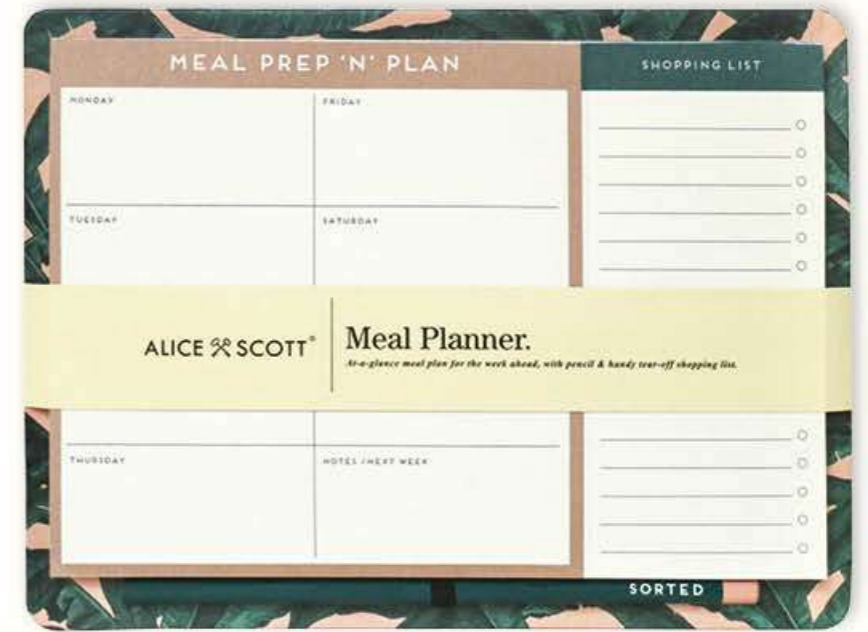 MEAL PREP 'N' PLAN
SHOPPING LIST
MONDAY
FRIDAY
TUESDAY
SATURDAY
ALICE SCOTT®
Meal Planner.
At-a-glance meal plan for the week ahead, with pencil & handy tear-off shopping list.
THURSDAY
NOTES / NEXT WEEK
SORTED